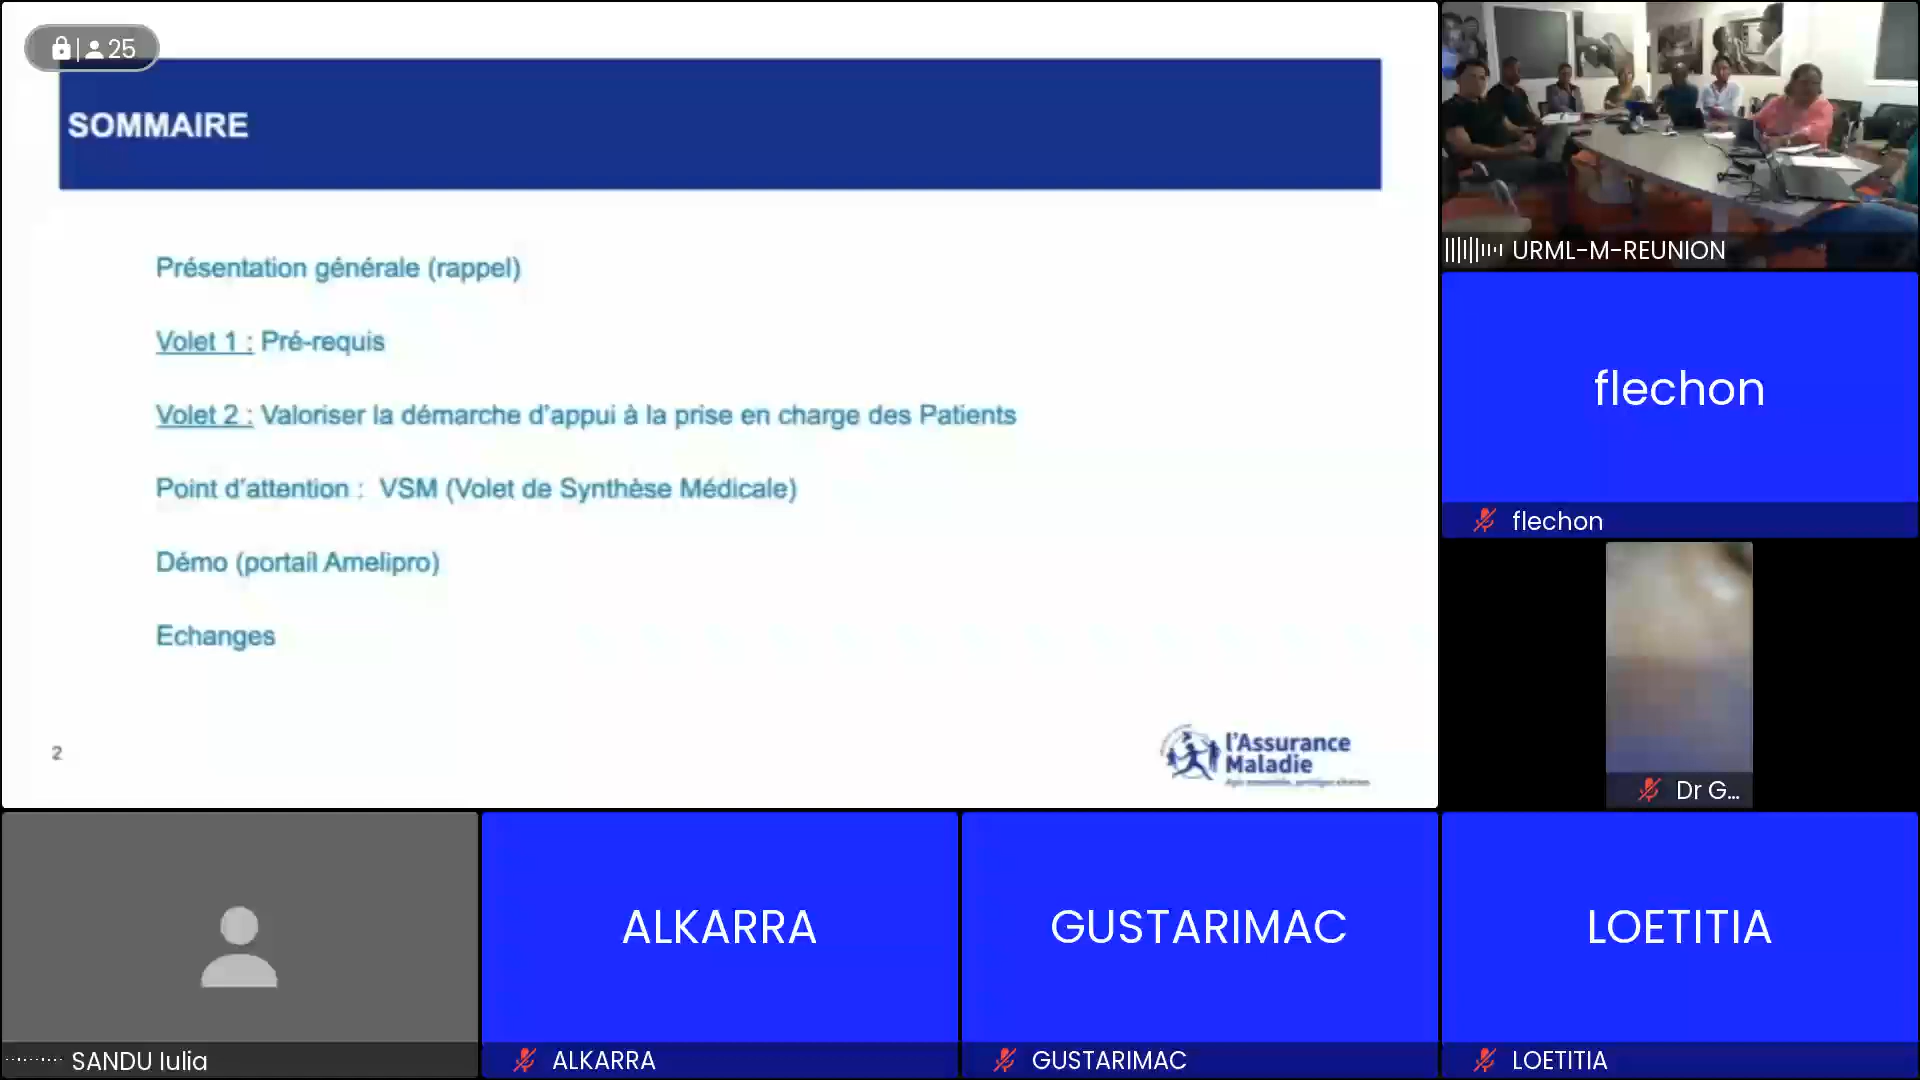 25
SOMMAIRE
Présentation générale (rappel)
Volet 1 : Pré-requis
Volet 2 : Valoriser la démarche d'appui à la prise en charge des Patients
Point d'attention : VSM (Volet de Synthèse Médicale)
Démo (portail Amelipro)
Echanges
2
l'Assurance
Maladie
URML-M-REUNION
flechon
flechon
Dr G...
SANDU Iulia
ALKARRA
ALKARRA
GUSTARIMAC
GUSTARIMAC
LOETITIA
LOETITIA